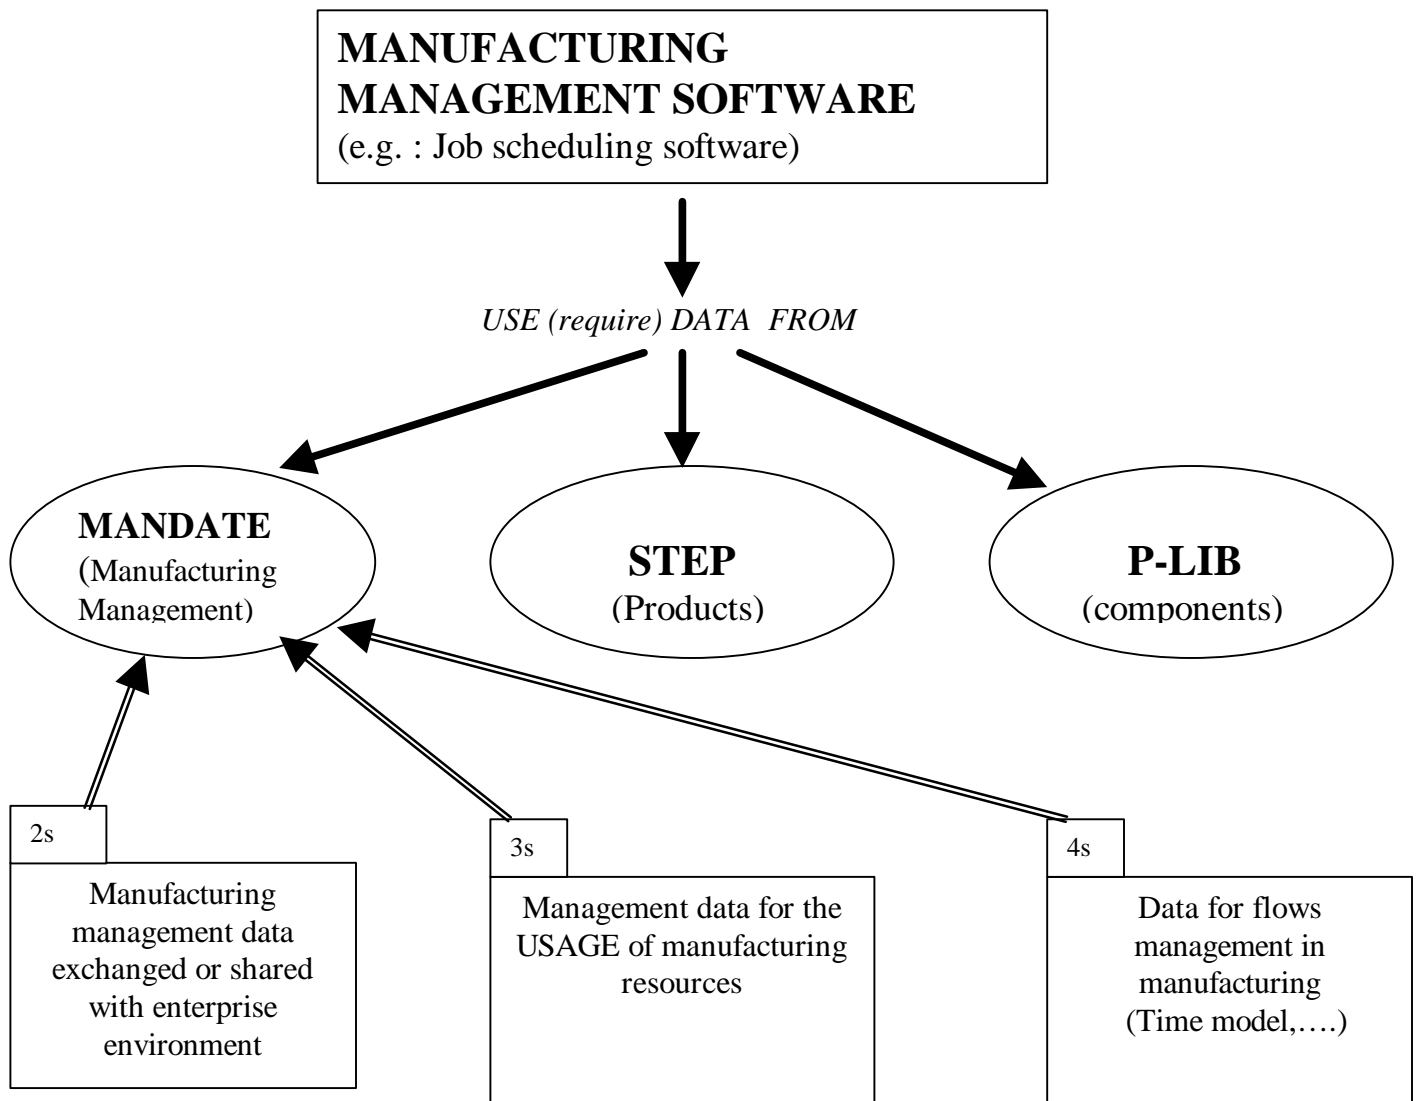 MANUFACTURING
MANAGEMENT SOFTWARE
(e.g. : Job scheduling software)
USE (require) DATA FROM
MANDATE
(Manufacturing
Management)
STEP
(Products)
P-LIB
(components)
2s
Manufacturing
management data
exchanged or shared
with enterprise
environment
3s
Management data for the
USAGE of manufacturing
resources
4s
Data for flows
management in
manufacturing
(Time model,….)